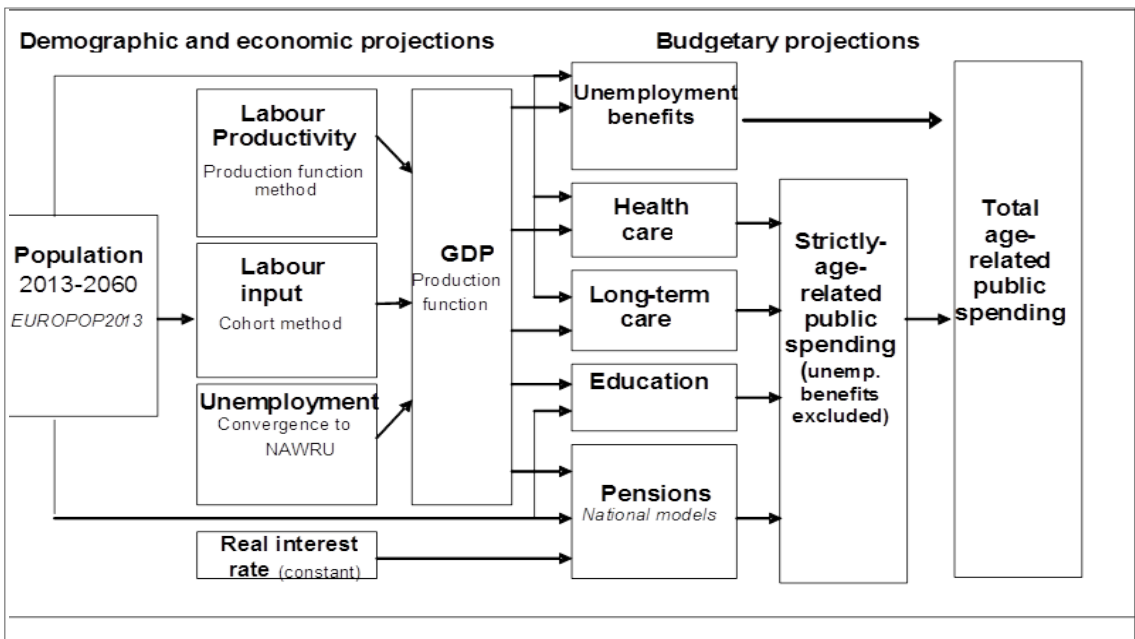 Demographic and economic projections
Budgetary projections
Population
2013-2060
EUROPOP2013
Labour
Productivity
Production function
method
Labour
input
Cohort method
Unemployment
Convergence to
NAWRU
Real interest
rate (constant)
GDP
Production
function
Unemployment
benefits
Health
care
Long-term
care
Education
Pensions
National models
Strictly-
age-
related
public
spending
(unemp.
benefits
excluded)
Total
age-
related
public
spending